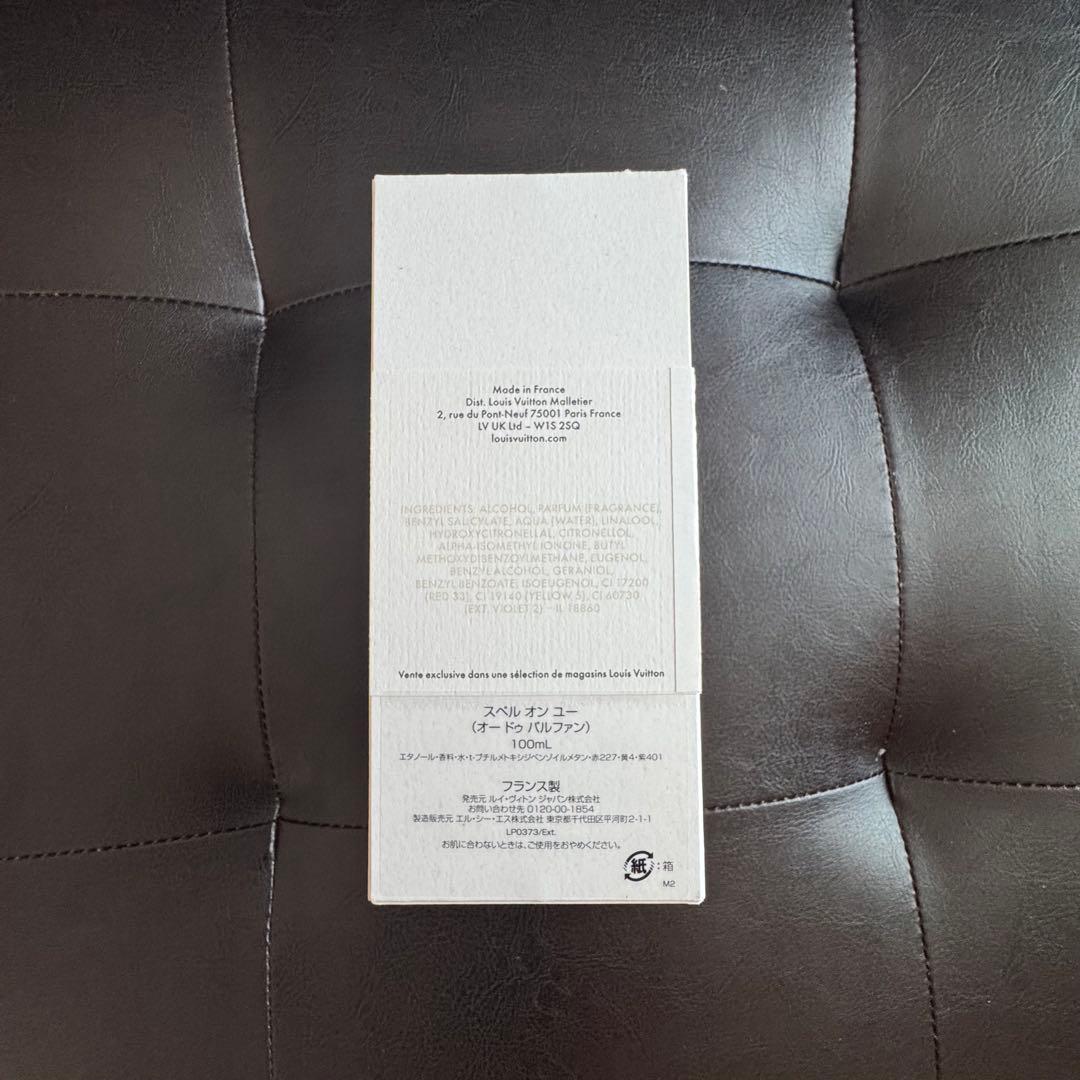 Made in France
Dist. Louis Vuitton Malletier
2, rue du Pont-Neuf 75001 Paris France
LV UK Ltd – W1S 2SQ
louisvuitton.com
INGREDIENTS: ALCOHOL, PARFUM (FRAGRANCE),
BENZYL SALICYLATE, AQUA (WATER), LINALOOL,
HYDROXYCITRONELLAL, CITRONELLOL,
ALPHA-ISOMETHYL IONONE, BUTYL
METHOXYDIBENZOYLMETHANE, EUGENOL,
BENZYL ALCOHOL, GERANIOL,
BENZYL BENZOATE, ISOEUGENOL, CI 17200
(RED 33), CI 19140 (YELLOW 5), CI 60730
(EXT. VIOLET 2) – IL 18860
Vente exclusive dans une sélection de magasins Louis Vuitton
スペル オン ユー
(オー ドゥ パルファン)
100mL
エタノール・香料・水・t-ブチルメトキシジベンゾイルメタン・赤227・黄4・紫401
フランス製
発売元 ルイ・ヴィトン ジャパン株式会社
お問い合わせ先 0120-00-1854
製造販売元 エル・シー・エス株式会社 東京都千代田区平河町2-1-1
LP0373/Ext.
お肌に合わないときは、ご使用をおやめください。
紙:箱
M2